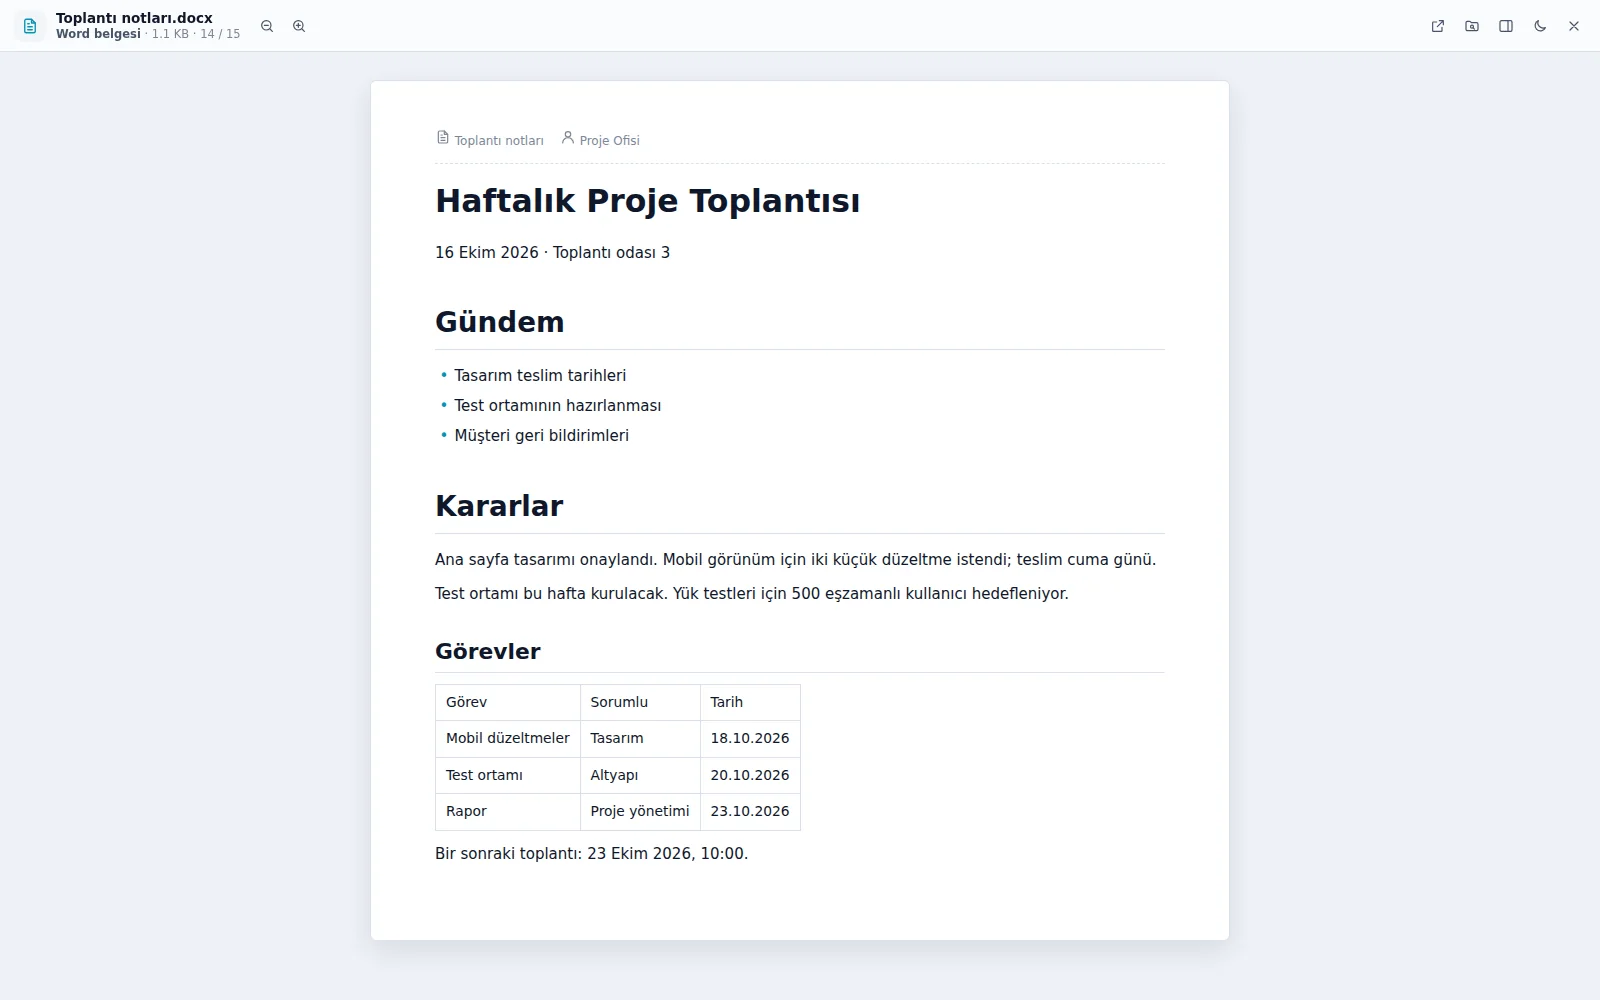 Toplantı notları.docx
Word belgesi · 1.1 KB · 14 / 15
Toplantı notları Proje Ofisi
Haftalık Proje Toplantısı
16 Ekim 2026 · Toplantı odası 3
Gündem
• Tasarım teslim tarihleri
• Test ortamının hazırlanması
• Müşteri geri bildirimleri
Kararlar
Ana sayfa tasarımı onaylandı. Mobil görünüm için iki küçük düzeltme istendi; teslim cuma günü.
Test ortamı bu hafta kurulacak. Yük testleri için 500 eşzamanlı kullanıcı hedefleniyor.
Görevler
Görev Sorumlu Tarih
Mobil düzeltmeler Tasarım 18.10.2026
Test ortamı Altyapı 20.10.2026
Rapor Proje yönetimi 23.10.2026
Bir sonraki toplantı: 23 Ekim 2026, 10:00.